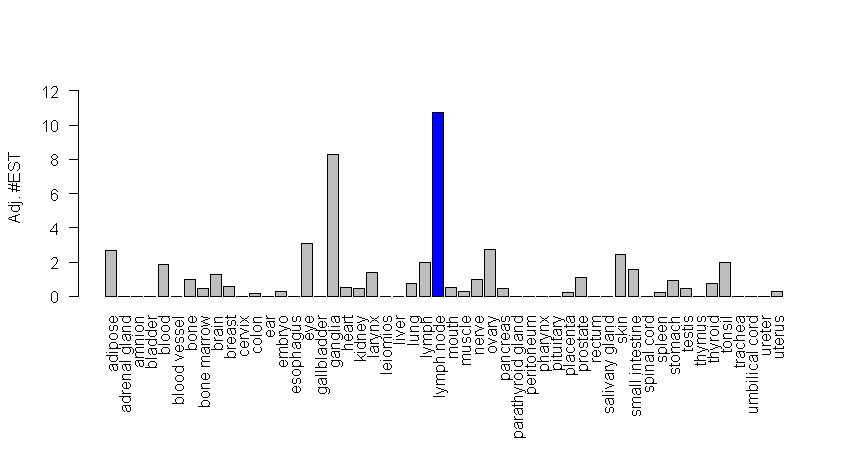 Adj. #EST
12
10
8
6
4
2
0
adipose
adrenal gland
amnion
bladder
blood
blood vessel
bone
bone marrow
brain
breast
cervix
colon
ear
embryo
esophagus
eye
gallbladder
ganglia
heart
kidney
larynx
leiomios
liver
lung
lymph
lymph node
mouth
muscle
nerve
ovary
pancreas
parathyroid gland
peritoneum
pharynx
pituitary
placenta
prostate
rectum
salivary gland
skin
small intestine
spinal cord
spleen
stomach
testis
thymus
thyroid
tonsil
trachea
umbilical cord
ureter
uterus